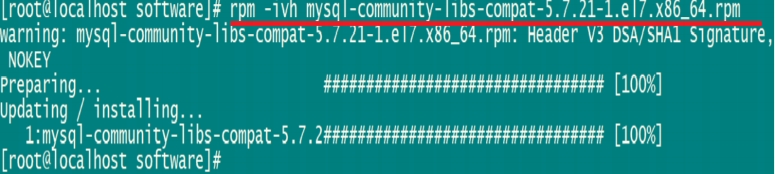 [root@localhost software]# rpm -ivh mysql-community-libs-compat-5.7.21-1.el7.x86_64.rpm
warning: mysql-community-libs-compat-5.7.21-1.el7.x86_64.rpm: Header V3 DSA/SHA1 Signature,
NOKEY
Preparing... ################################# [100%]
Updating / installing...
1:mysql-community-libs-compat-5.7.2################################# [100%]
[root@localhost software]#